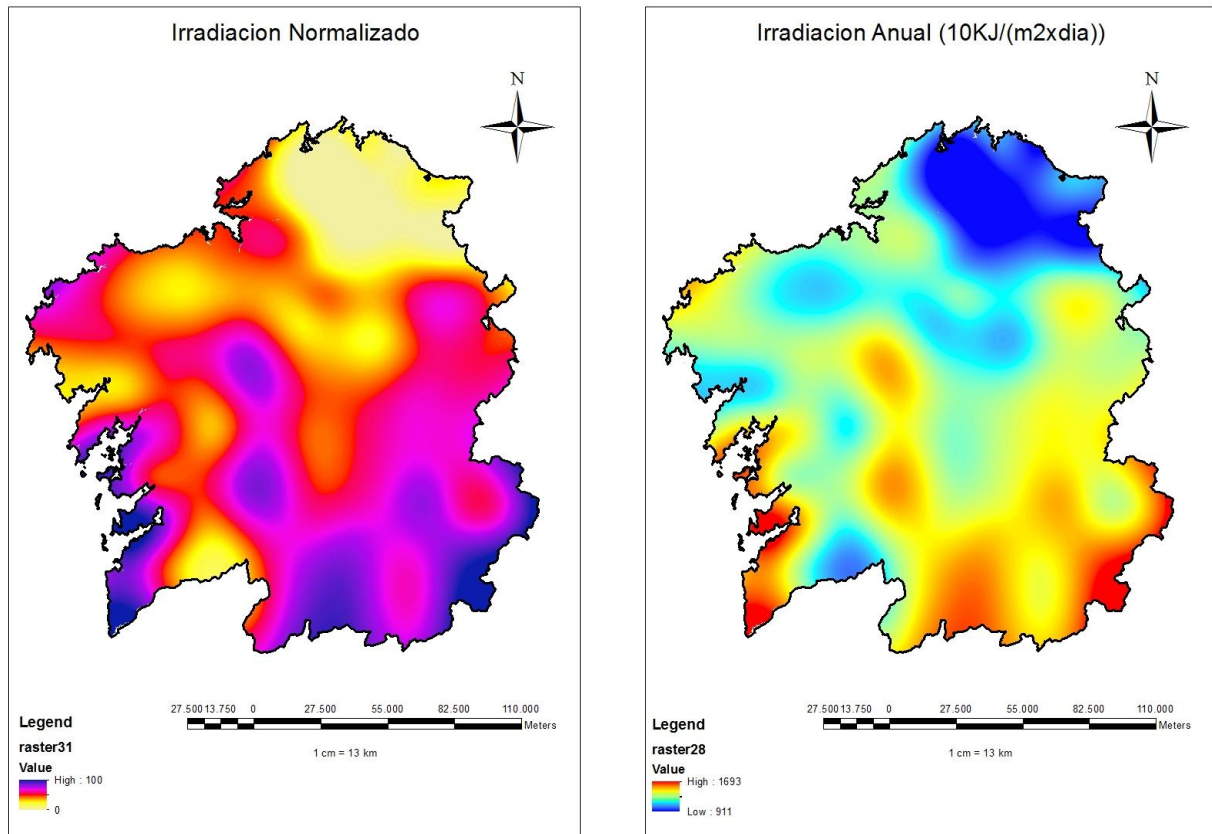 Irradiacion Normalizado
N
27.500 13.750 0 27.500 55.000 82.500 110.000
Meters
1 cm = 13 km
Legend
raster31
Value
High : 100
0
Irradiacion Anual (10KJ/(m2xdia))
N
27.500 13.750 0 27.500 55.000 82.500 110.000
Meters
1 cm = 13 km
Legend
raster28
Value
High : 1693
Low : 911